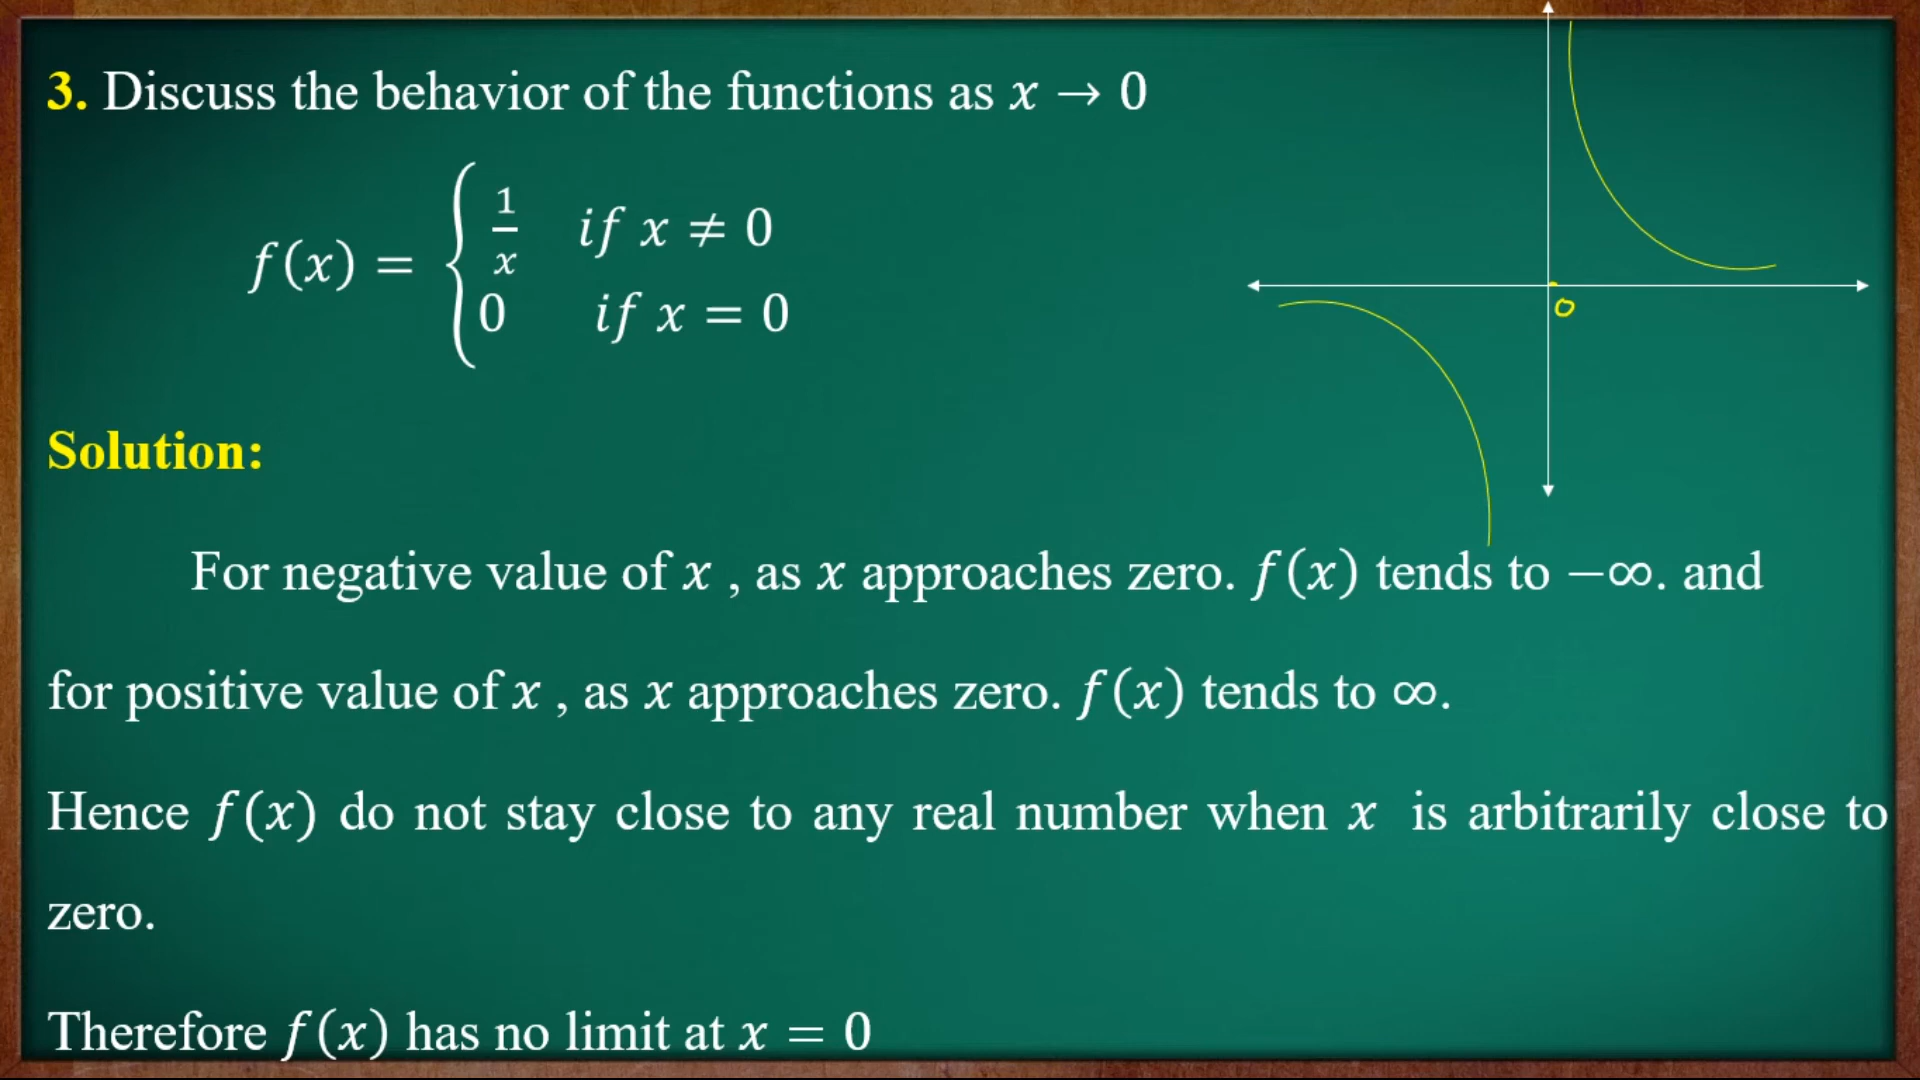 3. Discuss the behavior of the functions as x → 0
f(x) = { 1/x if x ≠ 0
0 if x = 0
0
Solution:
For negative value of x , as x approaches zero. f(x) tends to −∞. and
for positive value of x , as x approaches zero. f(x) tends to ∞.
Hence f(x) do not stay close to any real number when x is arbitrarily close to
zero.
Therefore f(x) has no limit at x = 0